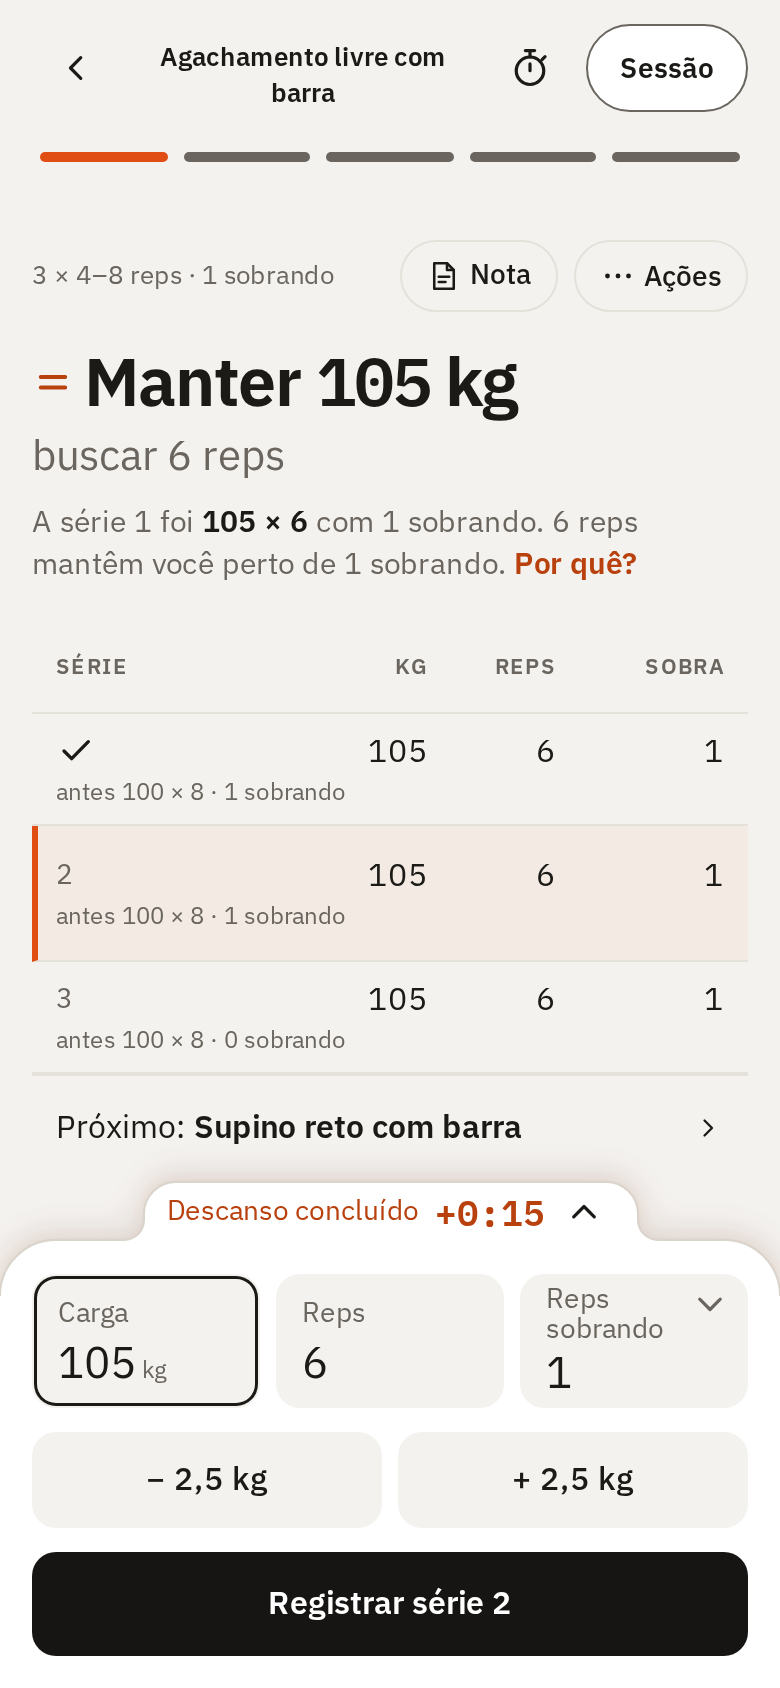 Agachamento livre com
barra
Sessão
3 × 4–8 reps · 1 sobrando
Nota
Ações
= Manter 105 kg
buscar 6 reps
A série 1 foi 105 × 6 com 1 sobrando. 6 reps
mantêm você perto de 1 sobrando. Por quê?
SÉRIE KG REPS SOBRA
105 6 1
antes 100 × 8 · 1 sobrando
2 105 6 1
antes 100 × 8 · 1 sobrando
3 105 6 1
antes 100 × 8 · 0 sobrando
Próximo: Supino reto com barra
Descanso concluído +0:15
Carga
105 kg
Reps
6
Reps
sobrando
1
− 2,5 kg
+ 2,5 kg
Registrar série 2